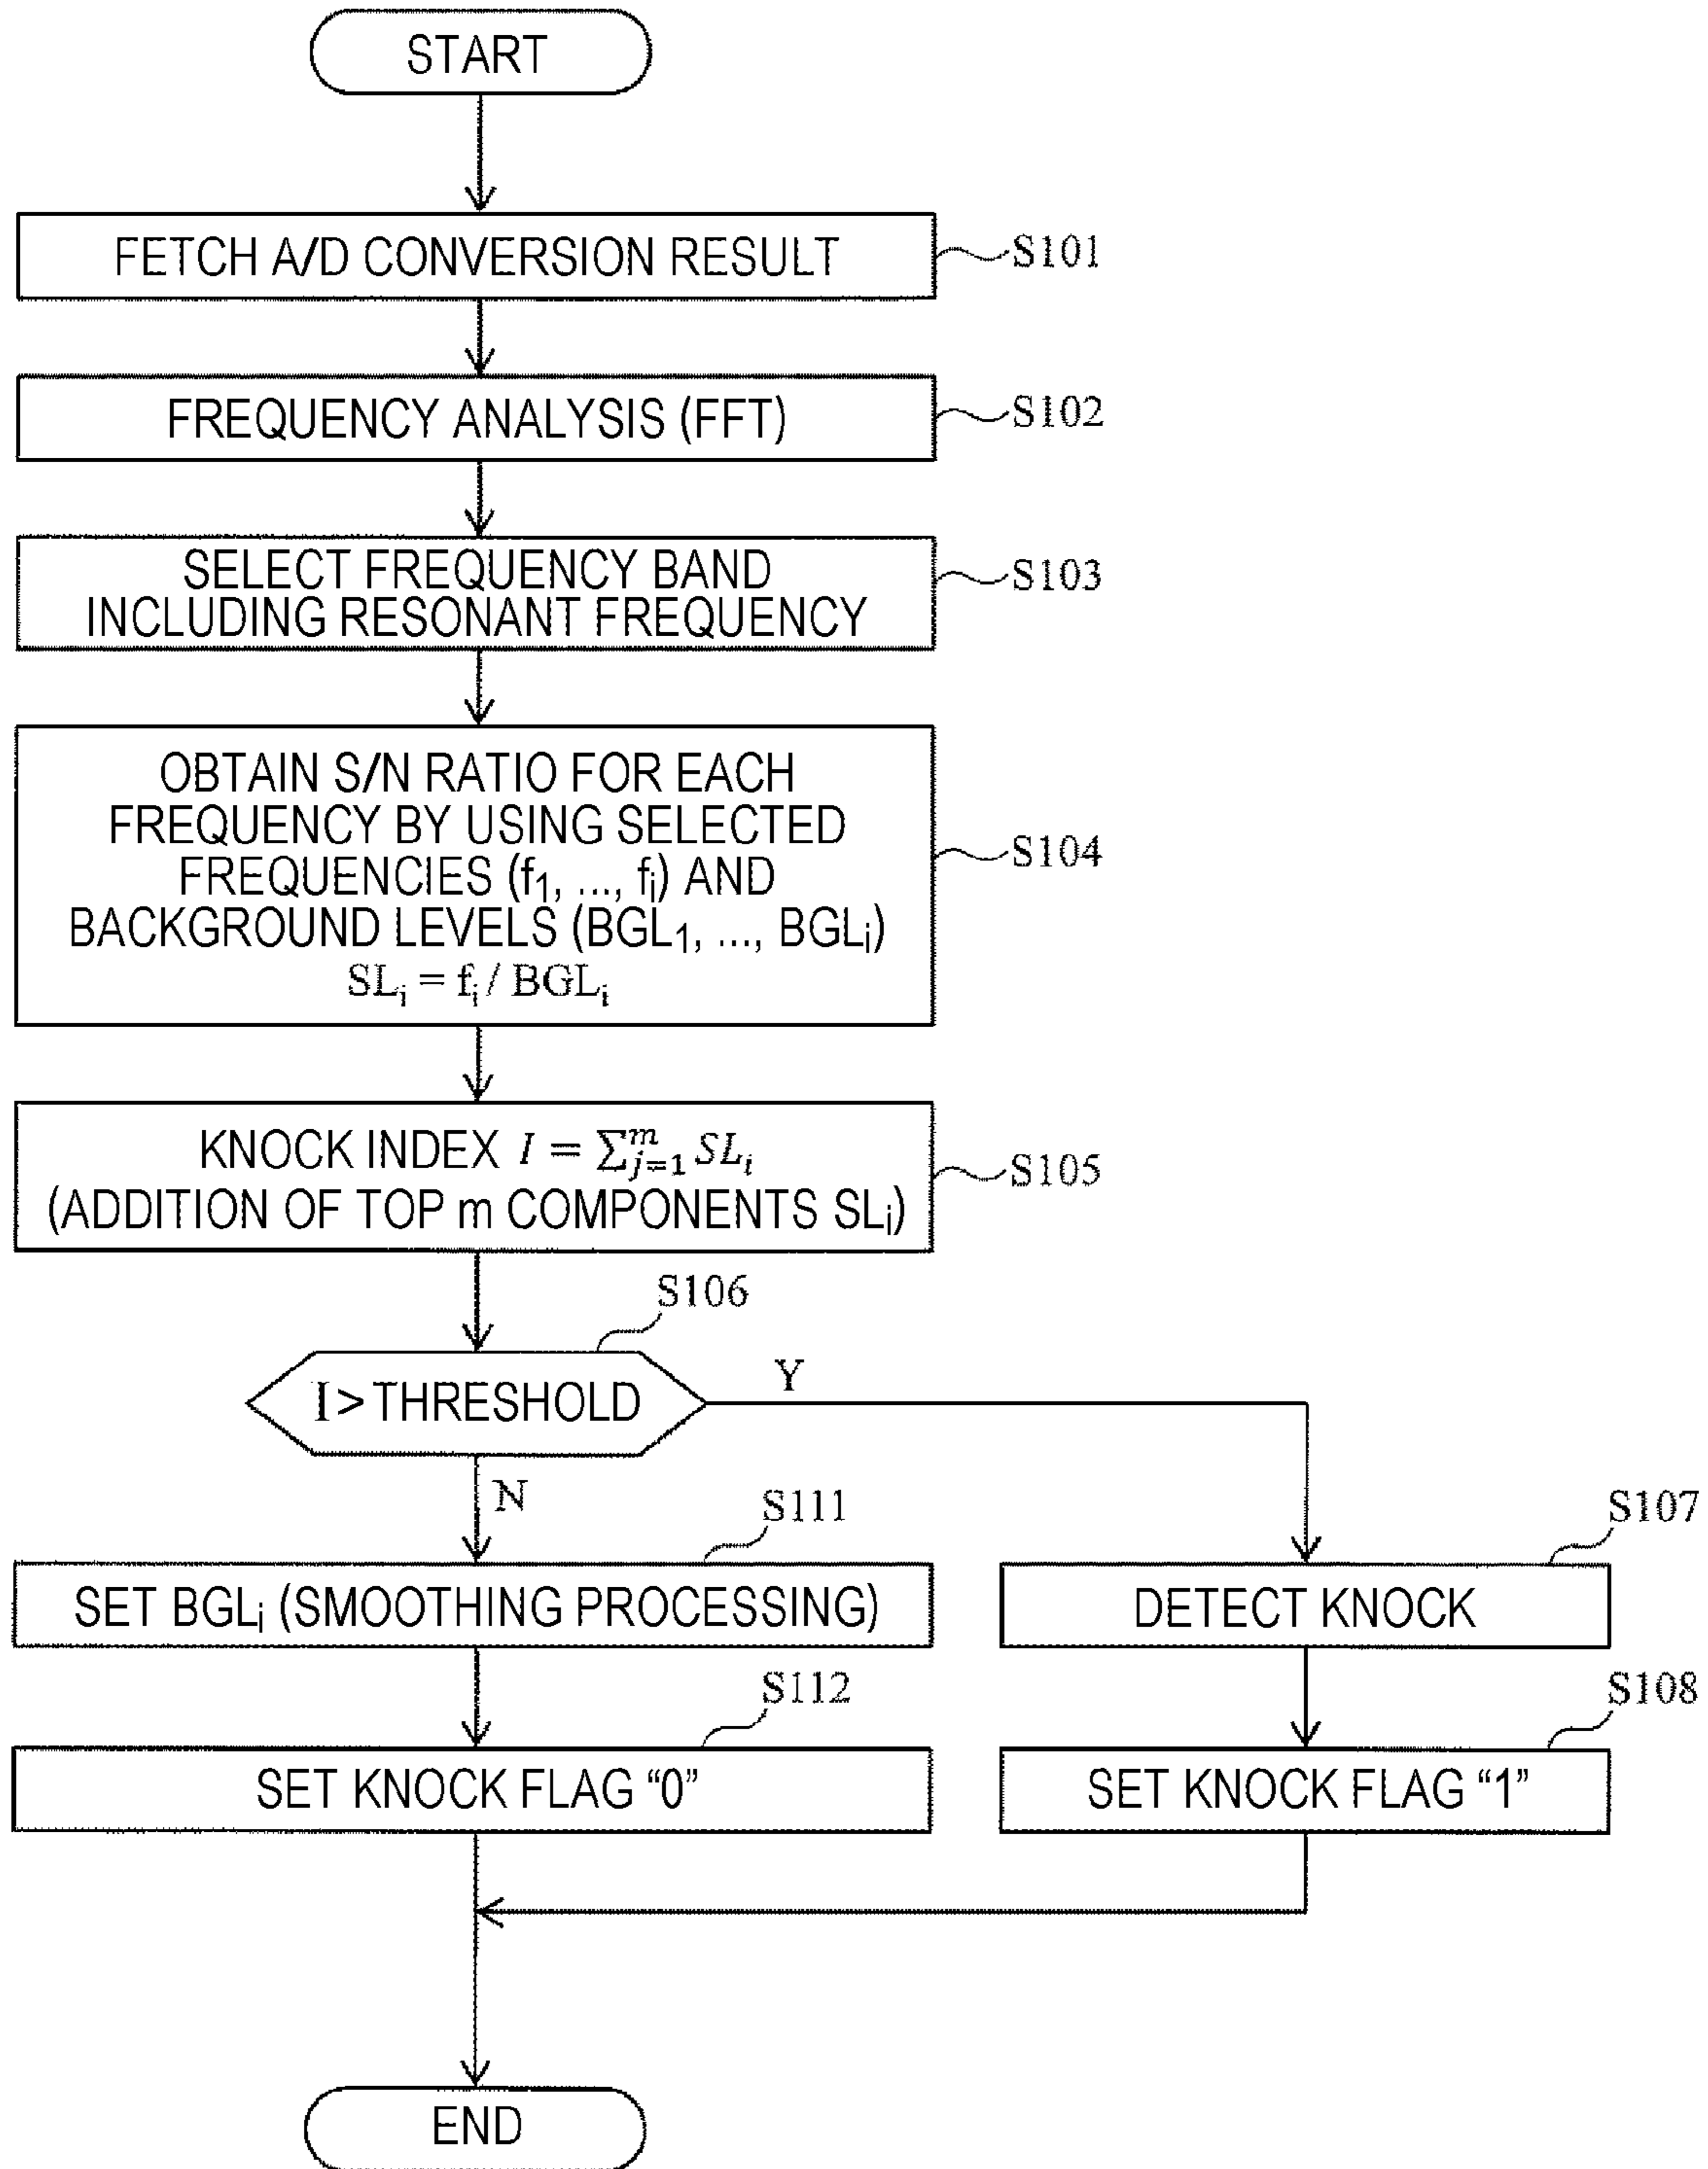 START
FETCH A/D CONVERSION RESULT
S101
FREQUENCY ANALYSIS (FFT)
S102
SELECT FREQUENCY BAND
INCLUDING RESONANT FREQUENCY
S103
OBTAIN S/N RATIO FOR EACH
FREQUENCY BY USING SELECTED
FREQUENCIES (f₁, ..., fᵢ) AND
BACKGROUND LEVELS (BGL₁, ..., BGLᵢ)
SLᵢ = fᵢ / BGLᵢ
S104
KNOCK INDEX I = ∑ᵐⱼ₌₁ SLᵢ
(ADDITION OF TOP m COMPONENTS SLᵢ)
S105
S106
I > THRESHOLD
Y
N
S111
SET BGLᵢ (SMOOTHING PROCESSING)
S107
DETECT KNOCK
S112
SET KNOCK FLAG “0”
S108
SET KNOCK FLAG “1”
END